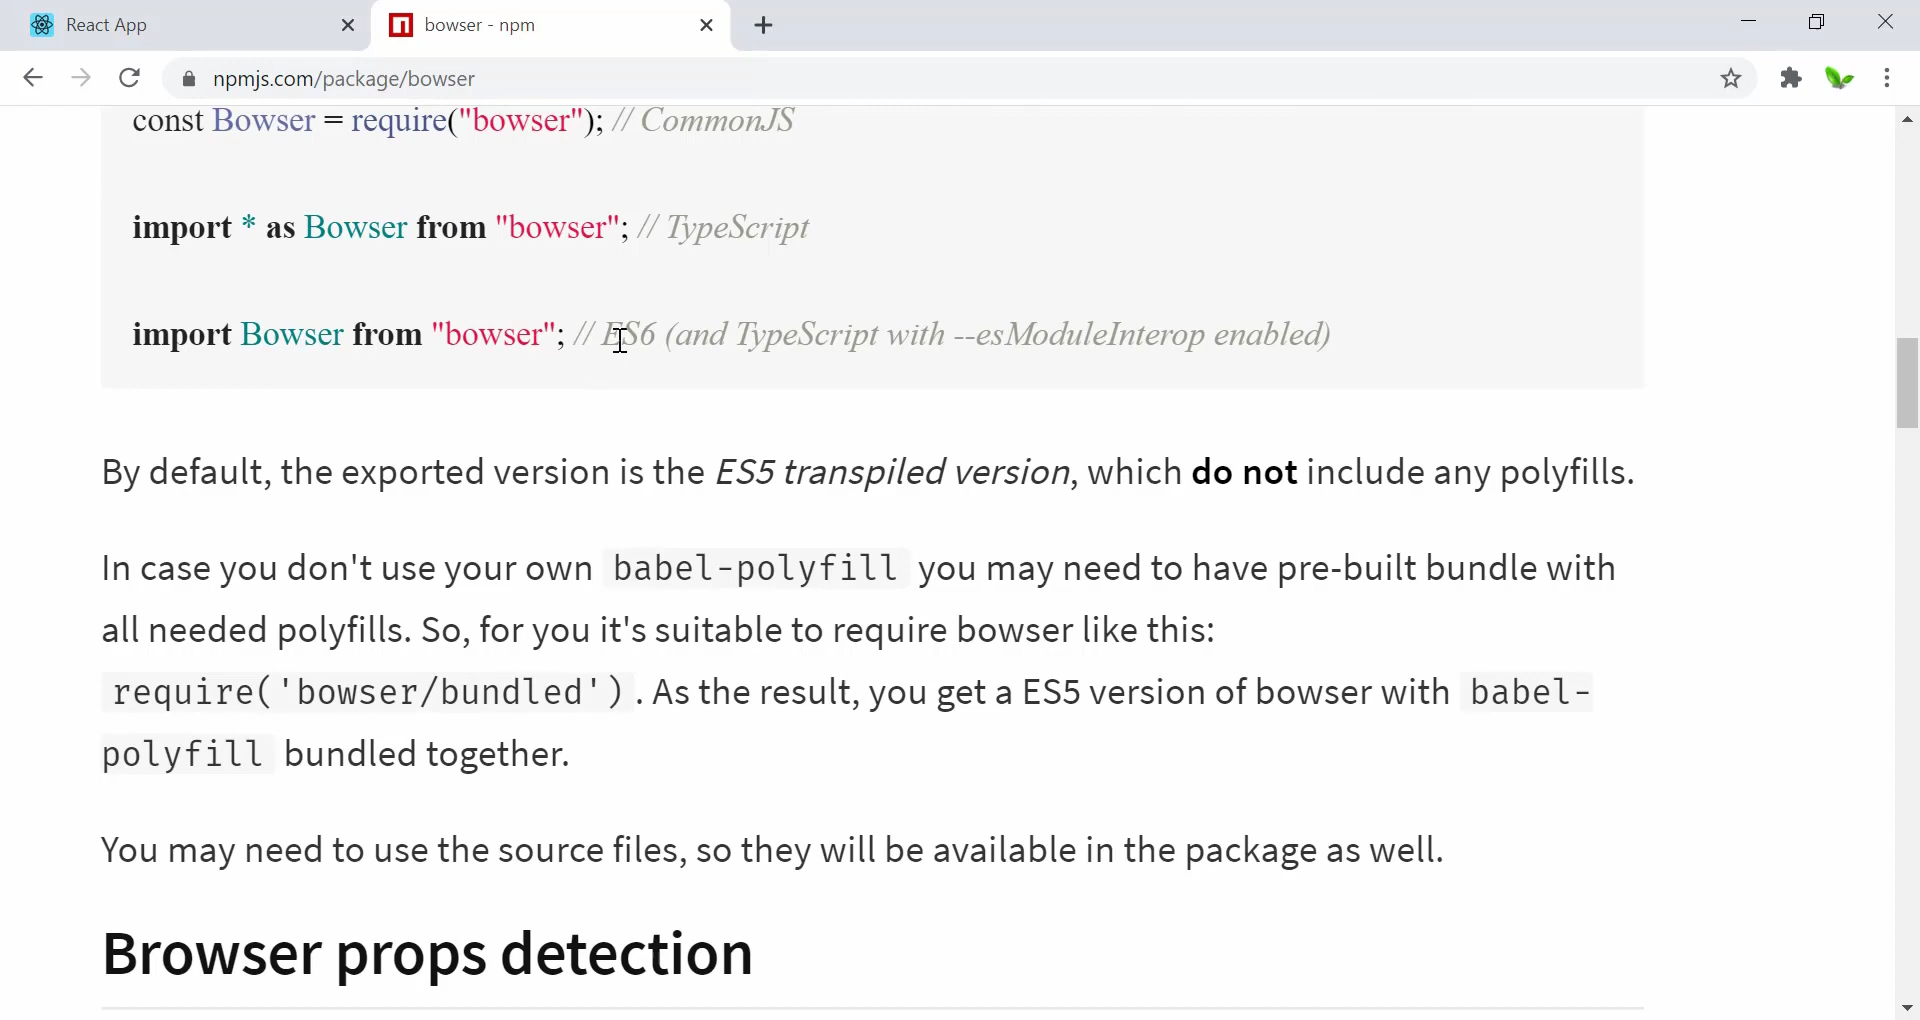 React App
bowser - npm
npmjs.com/package/bowser
const Bowser = require("bowser"); // CommonJS
import * as Bowser from "bowser"; // TypeScript
import Bowser from "bowser"; // ES6 (and TypeScript with --esModuleInterop enabled)
By default, the exported version is the ES5 transpiled version, which do not include any polyfills.
In case you don't use your own babel-polyfill you may need to have pre-built bundle with
all needed polyfills. So, for you it's suitable to require bowser like this:
require('bowser/bundled'). As the result, you get a ES5 version of bowser with babel-
polyfill bundled together.
You may need to use the source files, so they will be available in the package as well.
Browser props detection